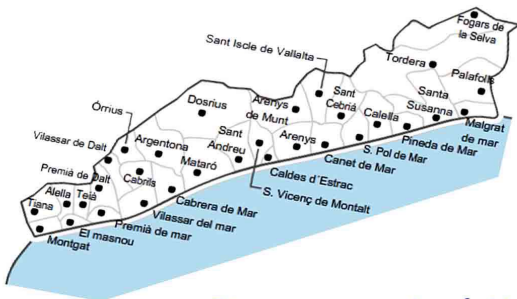 Fogars de
la Selva
Sant Iscle de Vallalta
Tordera
Palafolls
Sant
Cebrià
Santa
Susanna
Arenys
de Munt
Calella
Dosrius
Òrrius
Malgrat
de mar
Sant
Andreu
Arenys
Pineda de Mar
Vilassar de Dalt
Argentona
S. Pol de Mar
Mataró
Canet de Mar
Premià de Dalt
Cabrils
Caldes d'Estrac
S. Vicenç de Montalt
Alella
Teià
Cabrera de Mar
Tiana
Vilassar del mar
Premià de mar
El masnou
Montgat